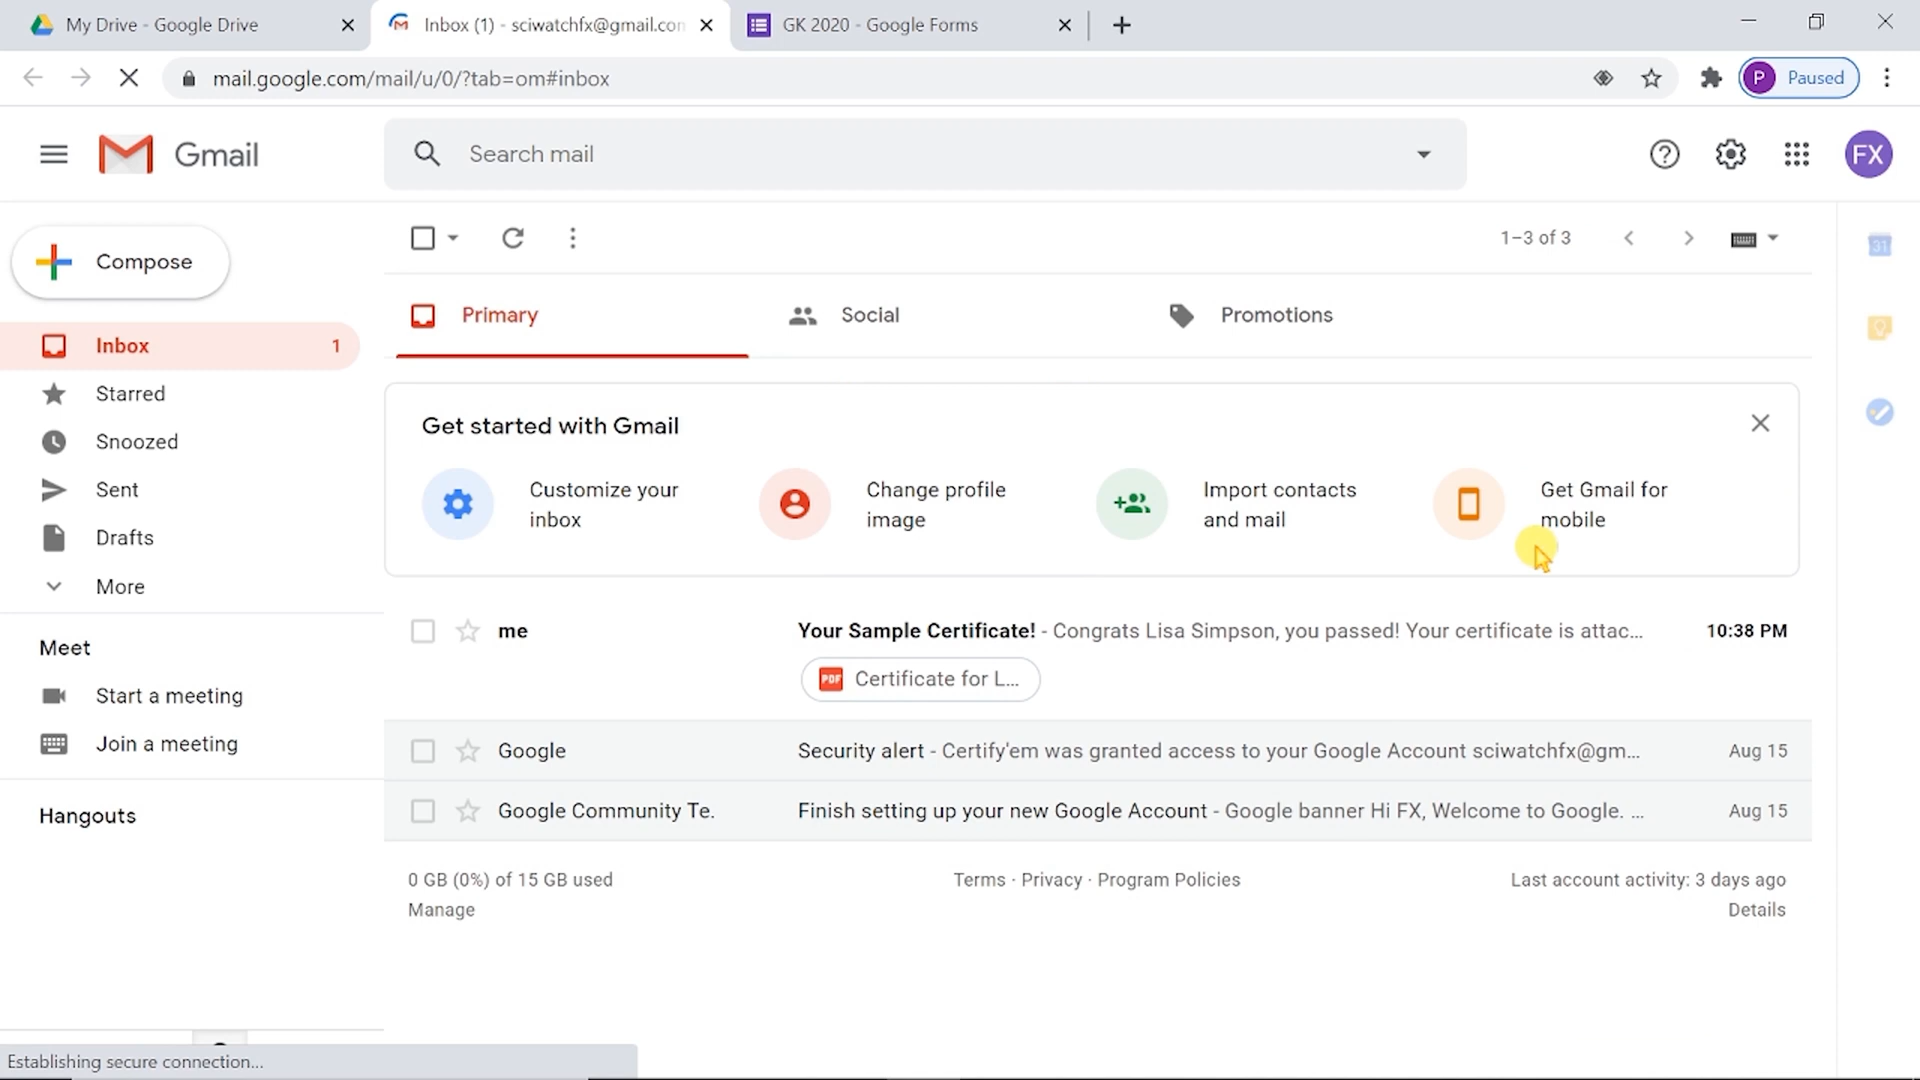 My Drive - Google Drive
Inbox (1) - sciwatchfx@gmail.com
GK 2020 - Google Forms
mail.google.com/mail/u/0/?tab=om#inbox
P
Paused
Gmail
Search mail
FX
Compose
1–3 of 3
31
Primary
Social
Promotions
Inbox
1
Starred
Snoozed
Sent
Drafts
More
Get started with Gmail
Customize your
inbox
Change profile
image
Import contacts
and mail
Get Gmail for
mobile
me
Your Sample Certificate! - Congrats Lisa Simpson, you passed! Your certificate is attac...
10:38 PM
PDF
Certificate for L...
Google
Security alert - Certify'em was granted access to your Google Account sciwatchfx@gm...
Aug 15
Google Community Te.
Finish setting up your new Google Account - Google banner Hi FX, Welcome to Google. ...
Aug 15
Meet
Start a meeting
Join a meeting
Hangouts
0 GB (0%) of 15 GB used
Manage
Terms · Privacy · Program Policies
Last account activity: 3 days ago
Details
Establishing secure connection...